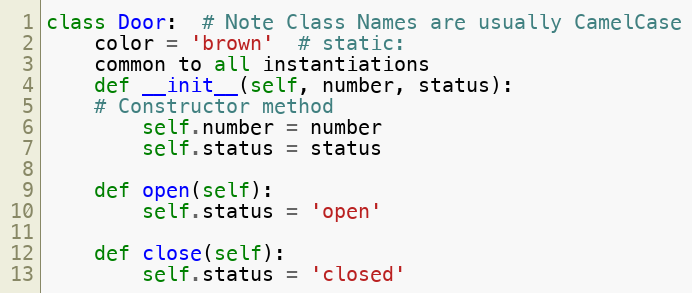 1 class Door:  # Note Class Names are usually CamelCase
2     color = 'brown'  # static:
3     common to all instantiations
4     def __init__(self, number, status):
5     # Constructor method
6         self.number = number
7         self.status = status
8
9     def open(self):
10         self.status = 'open'
11
12     def close(self):
13         self.status = 'closed'